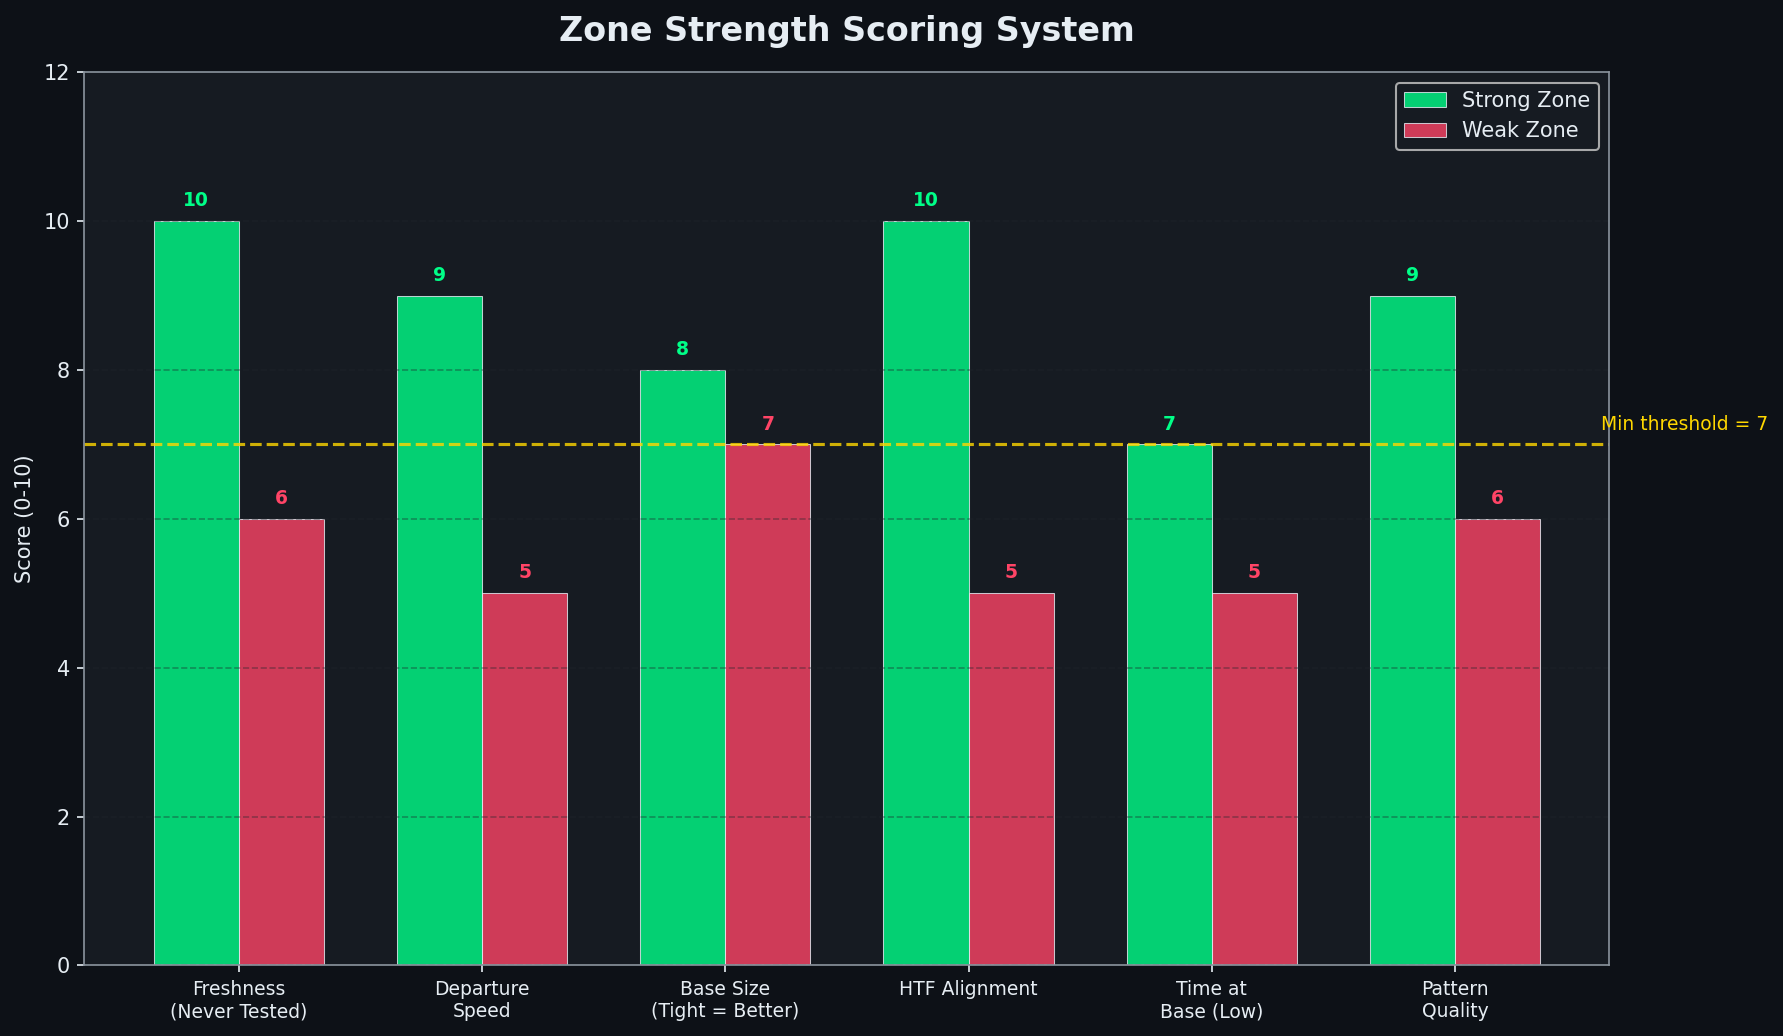 Zone Strength Scoring System
Strong Zone
Weak Zone
Score (0-10)
12
10
8
6
4
2
0
10
6
9
5
8
7
10
5
7
5
9
6
Min threshold = 7
Freshness
(Never Tested)
Departure
Speed
Base Size
(Tight = Better)
HTF Alignment
Time at
Base (Low)
Pattern
Quality